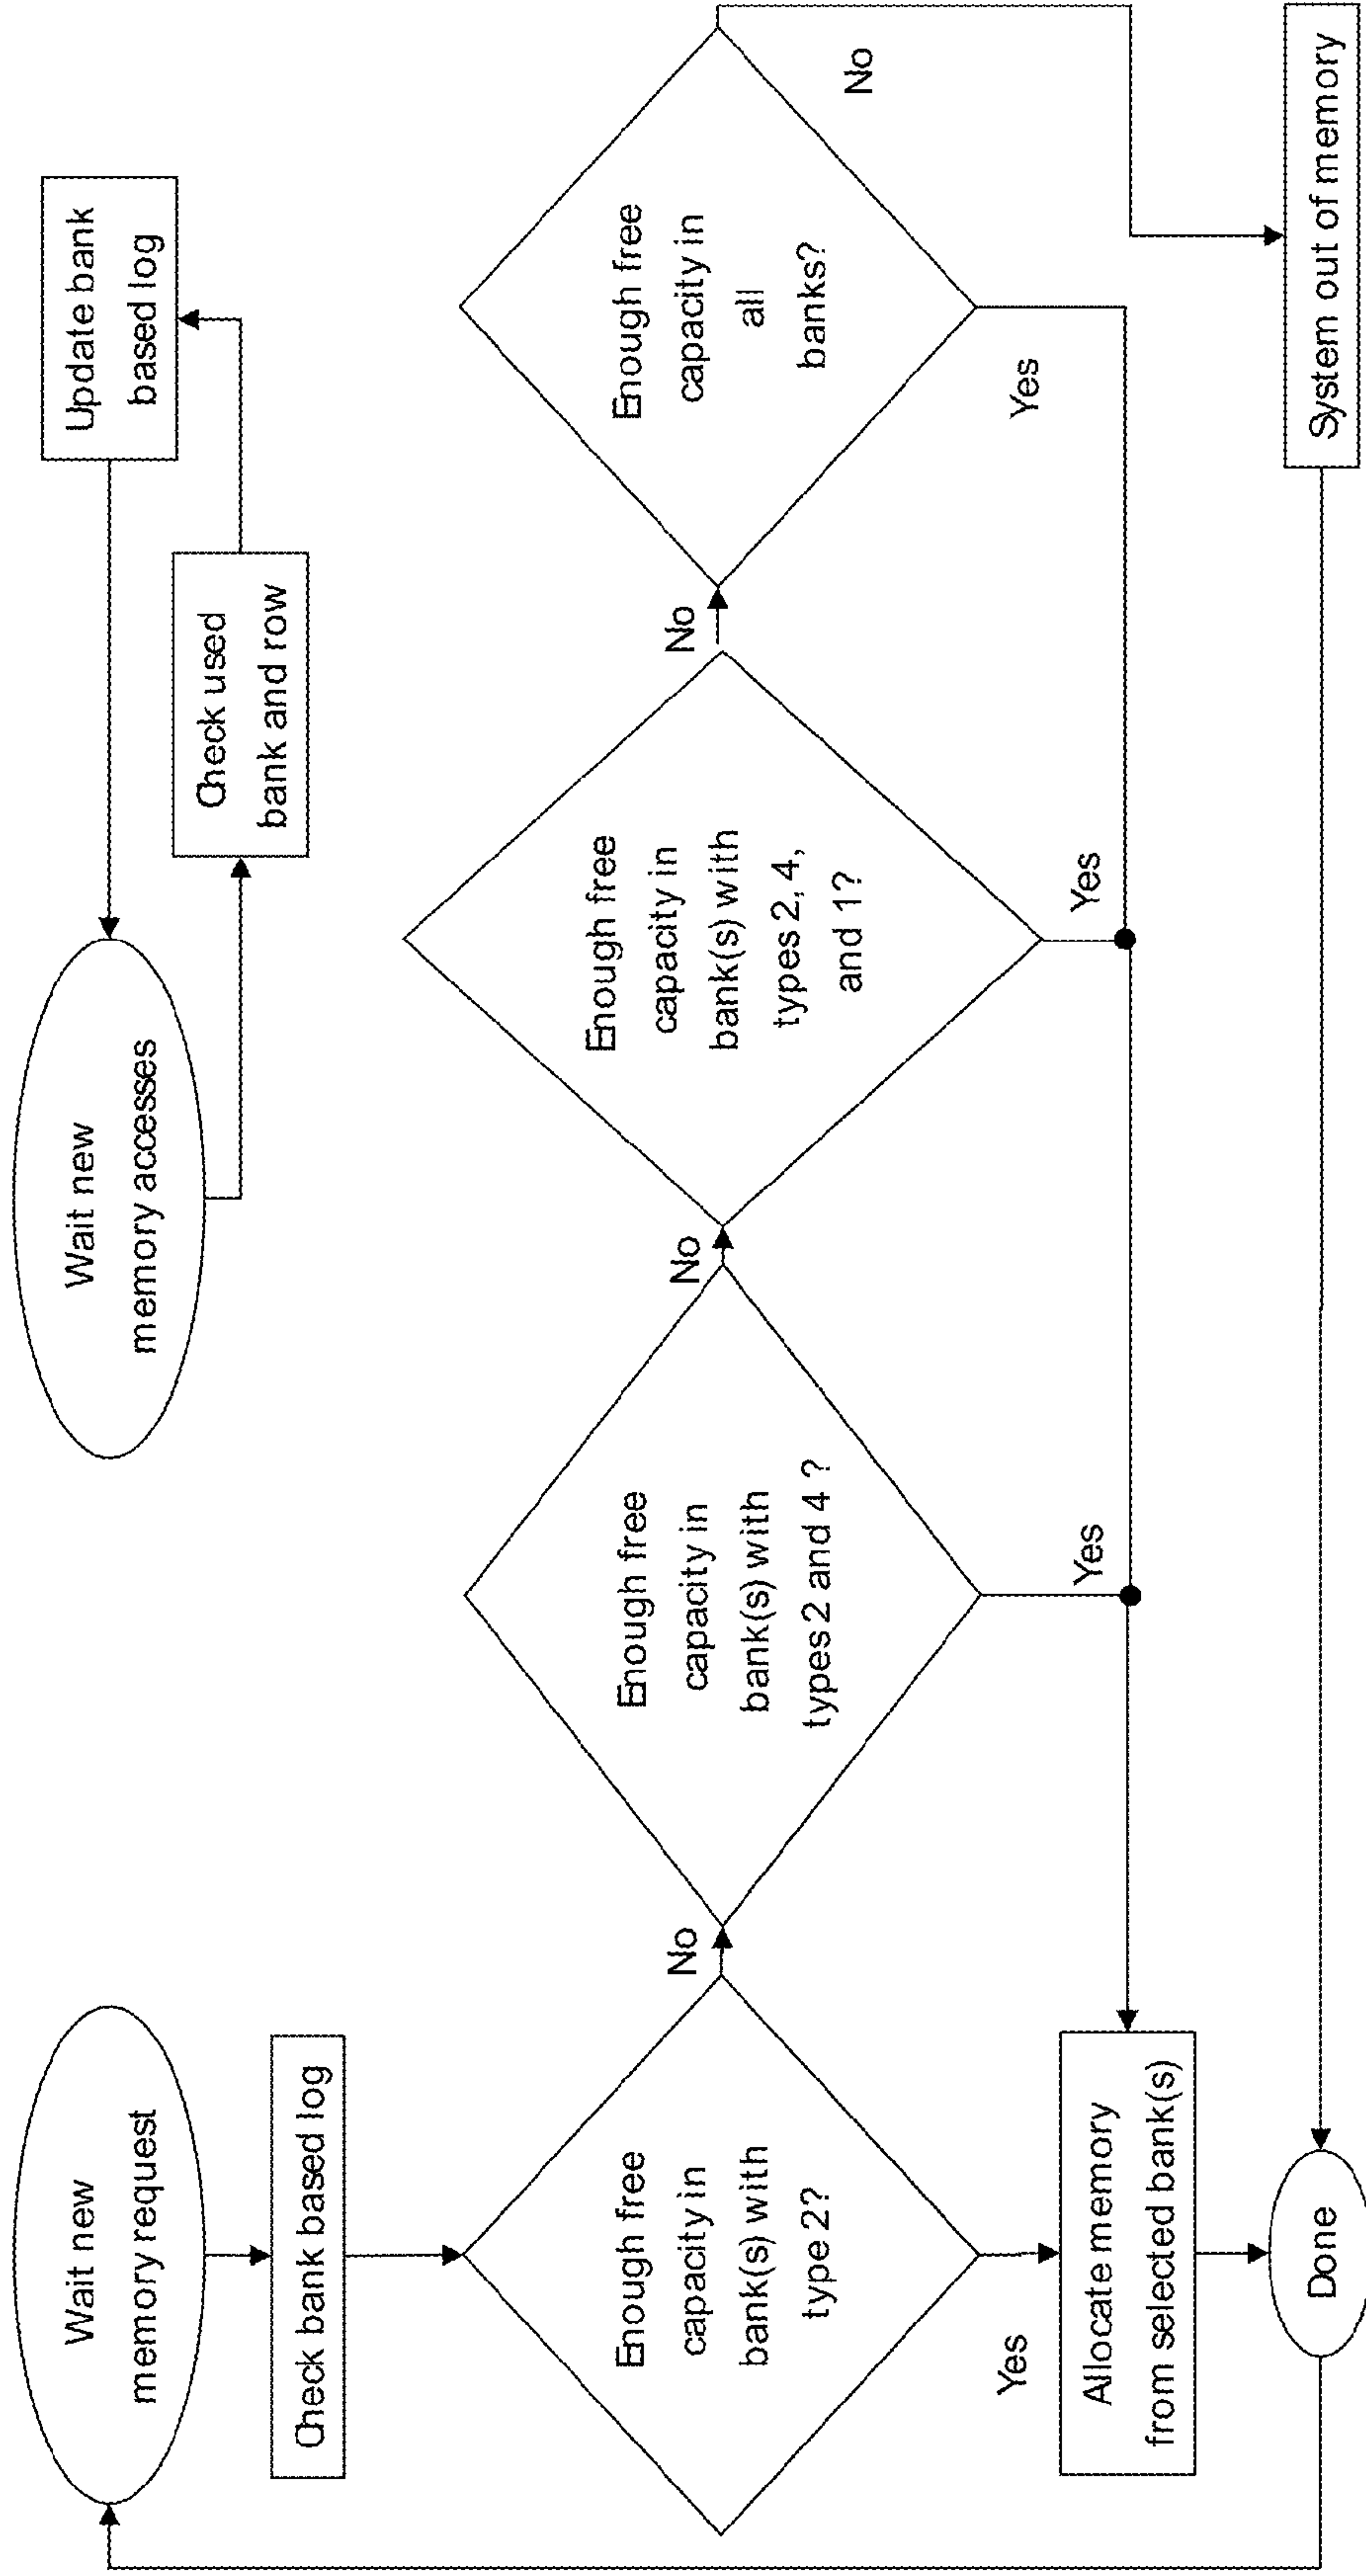 Wait new
memory request
Check bank based log
Enough free
capacity in
bank(s) with
type 2?
No
Yes
Allocate memory
from selected bank(s)
Done
Enough free
capacity in
bank(s) with
types 2 and 4 ?
No
Yes
Wait new
memory accesses
Check used
bank and row
Update bank
based log
Enough free
capacity in
bank(s) with
types 2, 4,
and 1?
No
Yes
Enough free
capacity in
all
banks?
No
Yes
System out of memory